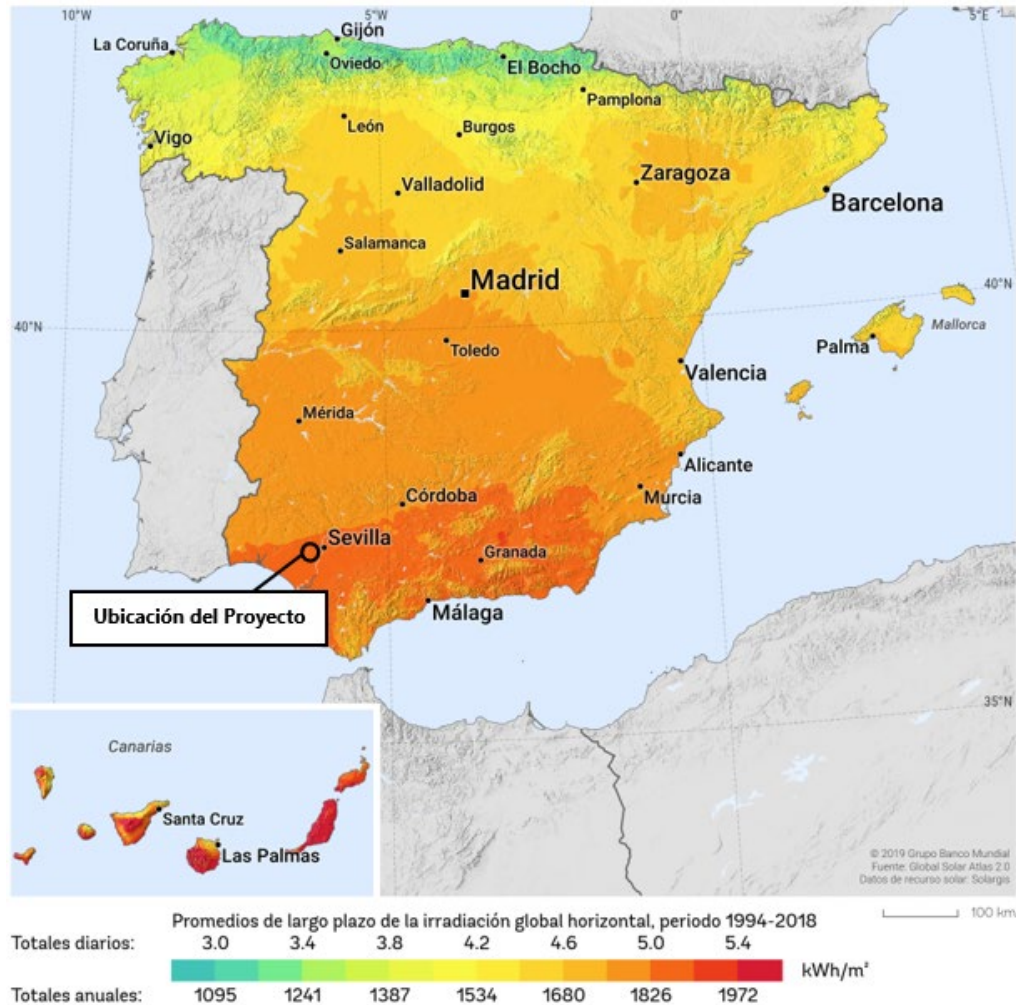 10°W
5°W
0°
5°E
Gijón
La Coruña
Oviedo
El Bocho
Pamplona
León
Burgos
Vigo
Zaragoza
Valladolid
Barcelona
Salamanca
Madrid
40°N
40°N
Mallorca
Toledo
Palma
Valencia
Mérida
Alicante
Córdoba
Murcia
Sevilla
Granada
Ubicación del Proyecto
Málaga
35°N
Canarias
Santa Cruz
Las Palmas
© 2019 Grupo Banco Mundial
Fuente: Global Solar Atlas 2.0
Datos de recurso solar: Solargis
100 km
Promedios de largo plazo de la irradiación global horizontal, periodo 1994-2018
Totales diarios: 3.0 3.4 3.8 4.2 4.6 5.0 5.4
kWh/m²
Totales anuales: 1095 1241 1387 1534 1680 1826 1972